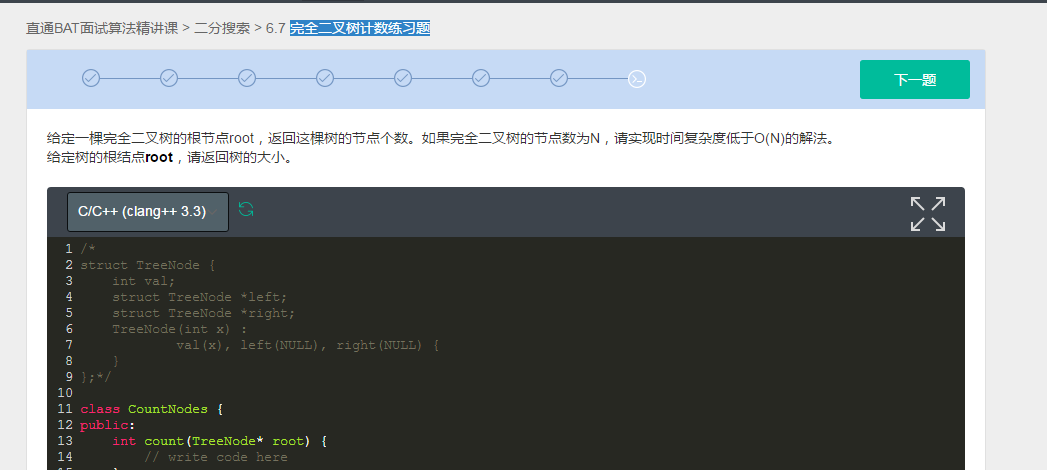 直通BAT面试算法精讲课 > 二分搜索 > 6.7 完全二叉树计数练习题
下一题
给定一棵完全二叉树的根节点root，返回这棵树的节点个数。如果完全二叉树的节点数为N，请实现时间复杂度低于O(N)的解法。
给定树的根结点root，请返回树的大小。
C/C++ (clang++ 3.3)
1 /*
2 struct TreeNode {
3     int val;
4     struct TreeNode *left;
5     struct TreeNode *right;
6     TreeNode(int x) :
7             val(x), left(NULL), right(NULL) {
8     }
9 };*/
10
11 class CountNodes {
12 public:
13     int count(TreeNode* root) {
14         // write code here